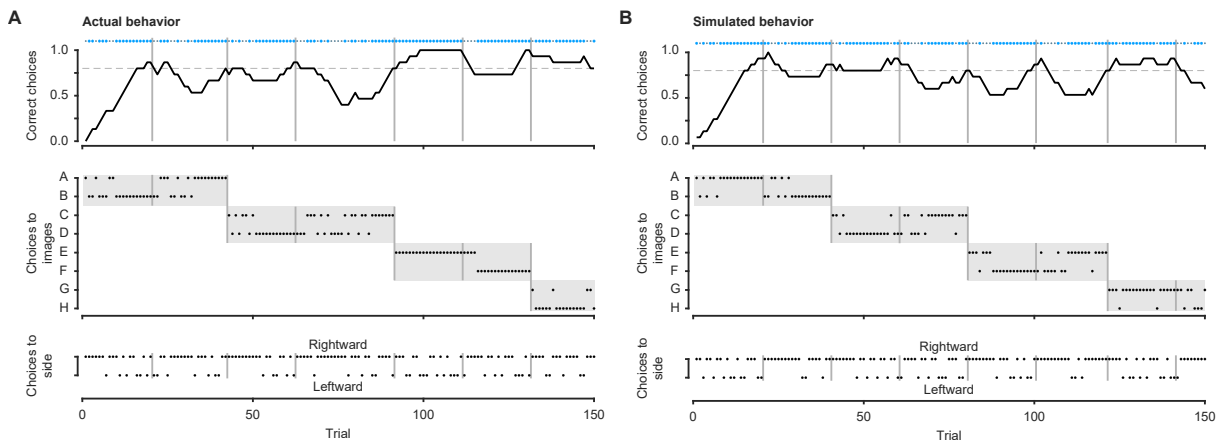 A
Actual behavior
Correct choices
1.0
0.5
0.0
Choices to
images
A
B
C
D
E
F
G
H
Choices to
side
Rightward
Leftward
0
50
100
150
Trial
B
Simulated behavior
Correct choices
1.0
0.5
0.0
Choices to
images
A
B
C
D
E
F
G
H
Choices to
side
Rightward
Leftward
0
50
100
150
Trial